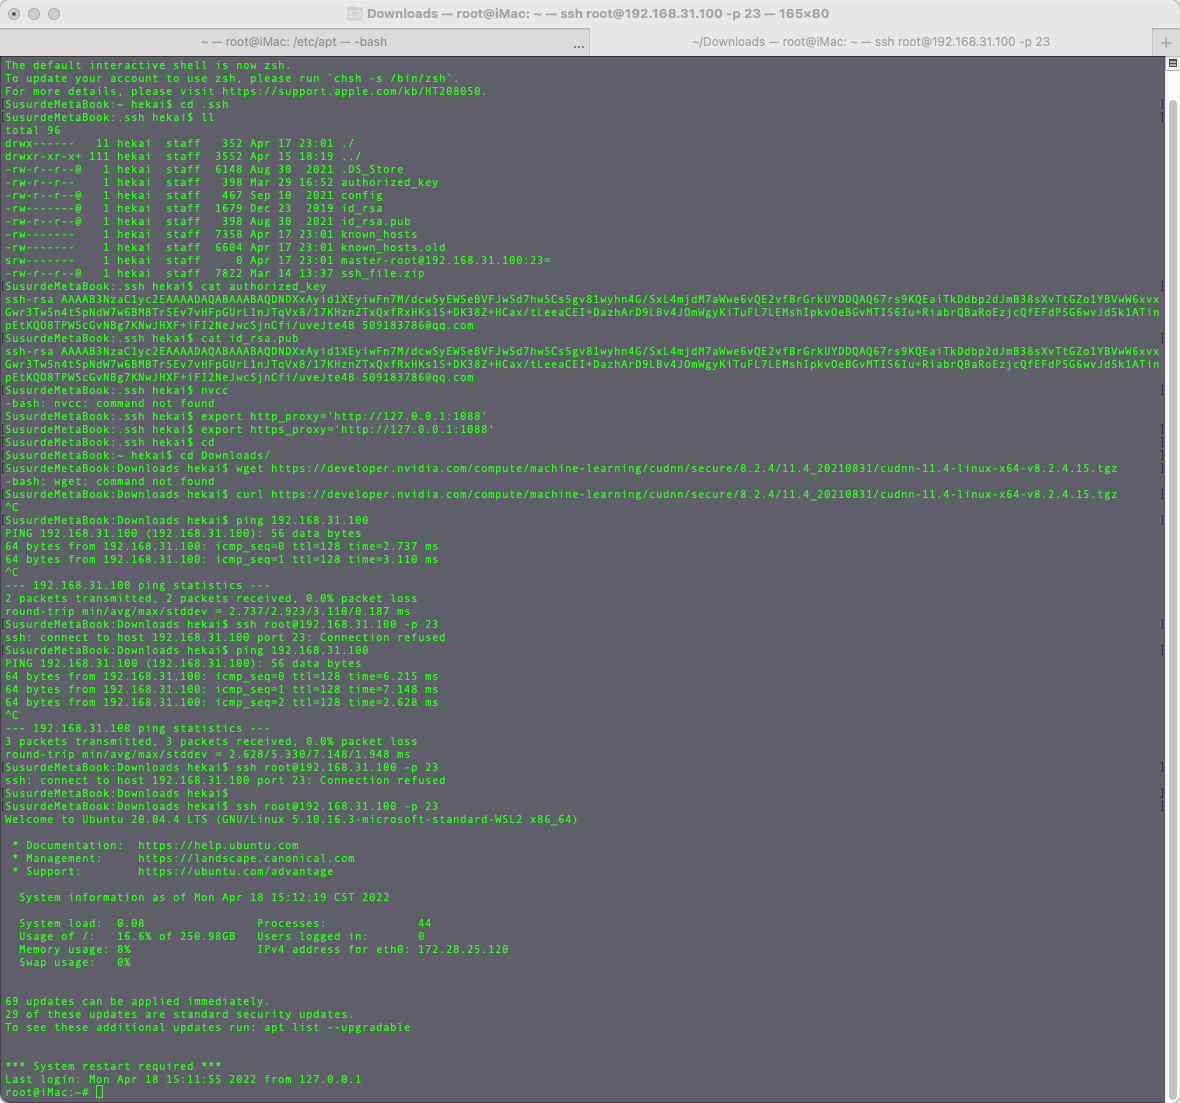 Downloads — root@iMac: ~ — ssh root@192.168.31.100 -p 23 — 165×80
~ — root@iMac: /etc/apt — -bash
...
~/Downloads — root@iMac: ~ — ssh root@192.168.31.100 -p 23
+
The default interactive shell is now zsh.
To update your account to use zsh, please run `chsh -s /bin/zsh`.
For more details, please visit https://support.apple.com/kb/HT208050.
[SusurdeMetaBook:~ hekai$ cd .ssh ]
[SusurdeMetaBook:.ssh hekai$ ll ]
total 96
drwx------   11 hekai  staff   352 Apr 17 23:01 ./
drwxr-xr-x+ 111 hekai  staff  3552 Apr 15 18:19 ../
-rw-r--r--@   1 hekai  staff  6148 Aug 30  2021 .DS_Store
-rw-r--r--    1 hekai  staff   398 Mar 29 16:52 authorized_key
-rw-r--r--@   1 hekai  staff   467 Sep 10  2021 config
-rw-------@   1 hekai  staff  1679 Dec 23  2019 id_rsa
-rw-r--r--@   1 hekai  staff   398 Aug 30  2021 id_rsa.pub
-rw-------    1 hekai  staff  7358 Apr 17 23:01 known_hosts
-rw-------    1 hekai  staff  6604 Apr 17 23:01 known_hosts.old
srw-------    1 hekai  staff     0 Apr 17 23:01 master-root@192.168.31.100:23=
-rw-r--r--@   1 hekai  staff  7822 Mar 14 13:37 ssh_file.zip
[SusurdeMetaBook:.ssh hekai$ cat authorized_key ]
ssh-rsa
509183786@qq.com
[SusurdeMetaBook:.ssh hekai$ cat id_rsa.pub ]
ssh-rsa
509183786@qq.com
[SusurdeMetaBook:.ssh hekai$ nvcc ]
-bash: nvcc: command not found
[SusurdeMetaBook:.ssh hekai$ export http_proxy='http://127.0.0.1:1088' ]
[SusurdeMetaBook:.ssh hekai$ export https_proxy='http://127.0.0.1:1088' ]
[SusurdeMetaBook:.ssh hekai$ cd ]
[SusurdeMetaBook:~ hekai$ cd Downloads/ ]
[SusurdeMetaBook:Downloads hekai$ wget https://developer.nvidia.com/compute/machine-learning/cudnn/secure/8.2.4/11.4_20210831/cudnn-11.4-linux-x64-v8.2.4.15.tgz ]
-bash: wget: command not found
[SusurdeMetaBook:Downloads hekai$ curl https://developer.nvidia.com/compute/machine-learning/cudnn/secure/8.2.4/11.4_20210831/cudnn-11.4-linux-x64-v8.2.4.15.tgz ]
^C
[SusurdeMetaBook:Downloads hekai$ ping 192.168.31.100 ]
PING 192.168.31.100 (192.168.31.100): 56 data bytes
64 bytes from 192.168.31.100: icmp_seq=0 ttl=128 time=2.737 ms
64 bytes from 192.168.31.100: icmp_seq=1 ttl=128 time=3.110 ms
^C
--- 192.168.31.100 ping statistics ---
2 packets transmitted, 2 packets received, 0.0% packet loss
round-trip min/avg/max/stddev = 2.737/2.923/3.110/0.187 ms
[SusurdeMetaBook:Downloads hekai$ ssh root@192.168.31.100 -p 23 ]
ssh: connect to host 192.168.31.100 port 23: Connection refused
[SusurdeMetaBook:Downloads hekai$ ping 192.168.31.100 ]
PING 192.168.31.100 (192.168.31.100): 56 data bytes
64 bytes from 192.168.31.100: icmp_seq=0 ttl=128 time=6.215 ms
64 bytes from 192.168.31.100: icmp_seq=1 ttl=128 time=7.148 ms
64 bytes from 192.168.31.100: icmp_seq=2 ttl=128 time=2.628 ms
^C
--- 192.168.31.100 ping statistics ---
3 packets transmitted, 3 packets received, 0.0% packet loss
round-trip min/avg/max/stddev = 2.628/5.330/7.148/1.948 ms
[SusurdeMetaBook:Downloads hekai$ ssh root@192.168.31.100 -p 23 ]
ssh: connect to host 192.168.31.100 port 23: Connection refused
[SusurdeMetaBook:Downloads hekai$ ]
[SusurdeMetaBook:Downloads hekai$ ssh root@192.168.31.100 -p 23 ]
Welcome to Ubuntu 20.04.4 LTS (GNU/Linux 5.10.16.3-microsoft-standard-WSL2 x86_64)
 * Documentation:  https://help.ubuntu.com
 * Management:     https://landscape.canonical.com
 * Support:        https://ubuntu.com/advantage
  System information as of Mon Apr 18 15:12:19 CST 2022
  System load:  0.08                Processes:             44
  Usage of /:   16.6% of 250.98GB   Users logged in:       0
  Memory usage: 8%                  IPv4 address for eth0: 172.28.25.120
  Swap usage:   0%
69 updates can be applied immediately.
29 of these updates are standard security updates.
To see these additional updates run: apt list --upgradable
*** System restart required ***
Last login: Mon Apr 18 15:11:55 2022 from 127.0.0.1
root@iMac:~#